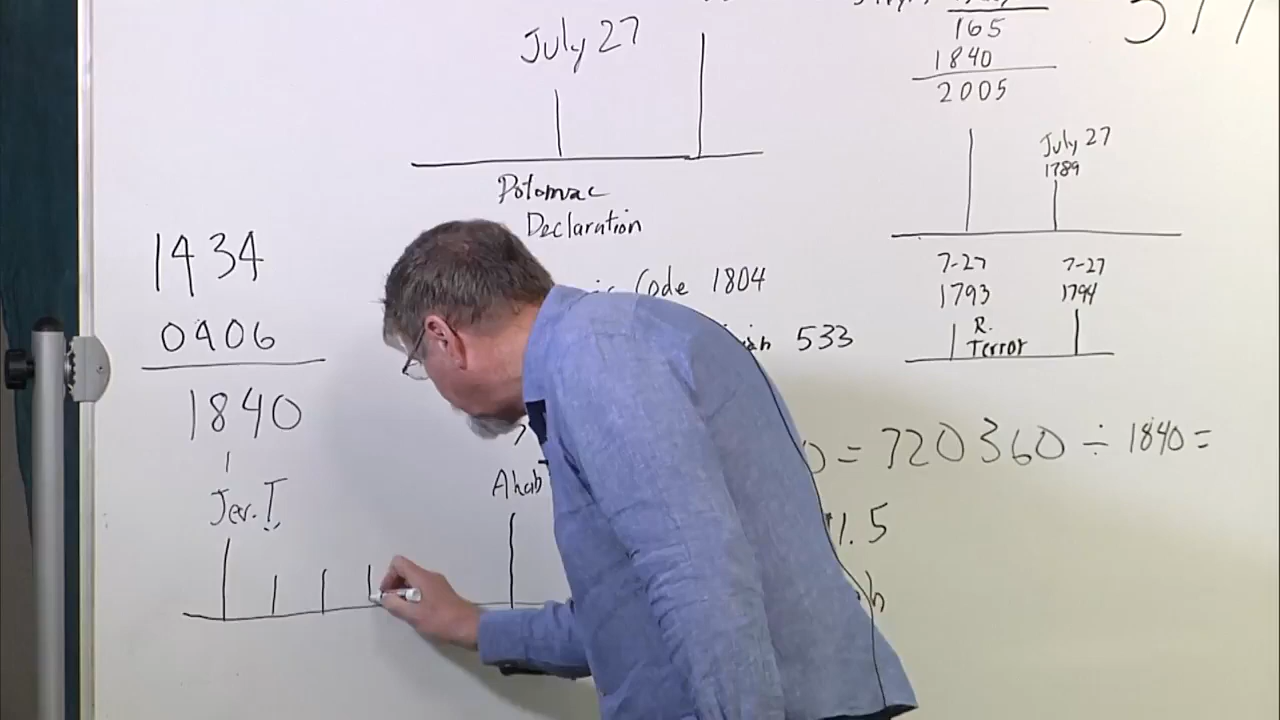 July 27
Potomac
Declaration
165
1840
2005
July 27
1789
7-27 7-27
1793 1794
R.
Terror
1434
0406
1840
Jer. I
Code 1804
533
= 720360 ÷ 1840 =
1.5
Ahab